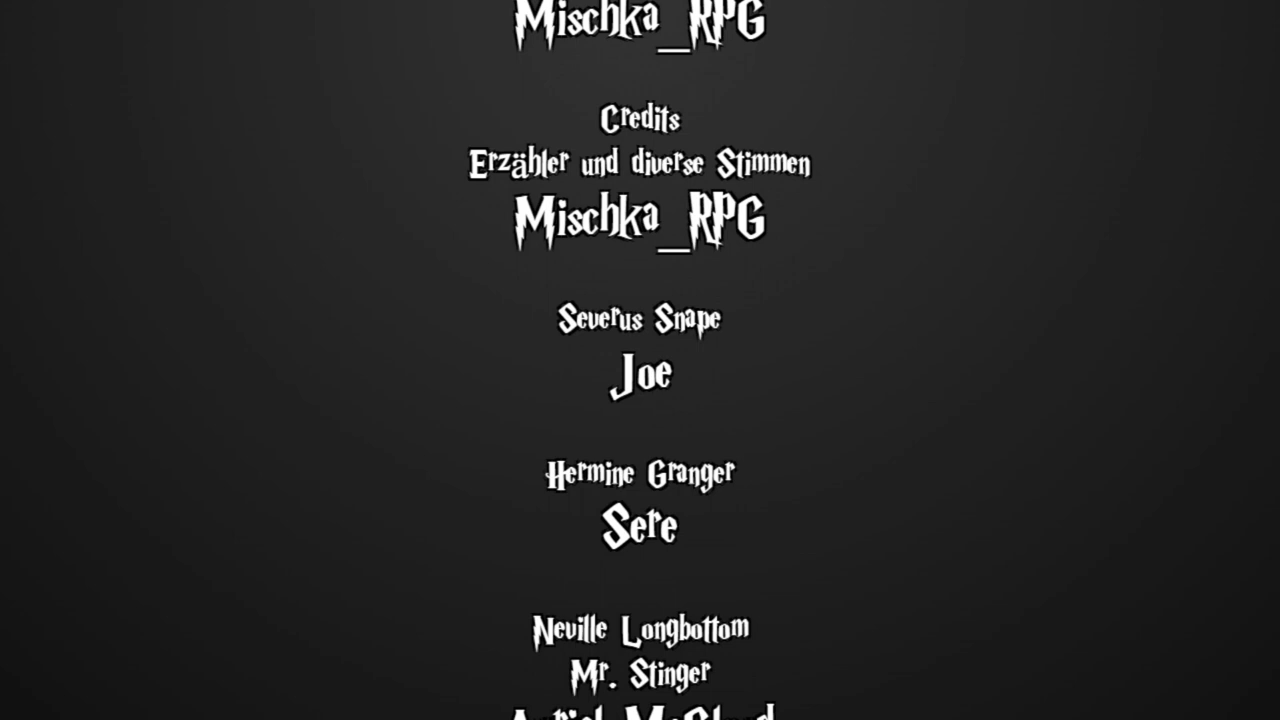 Mischka_RPG
Credits
Erzähler und diverse Stimmen
Mischka_RPG
Severus Snape
Joe
Hermine Granger
Sere
Neville Longbottom
Mr. Stinger